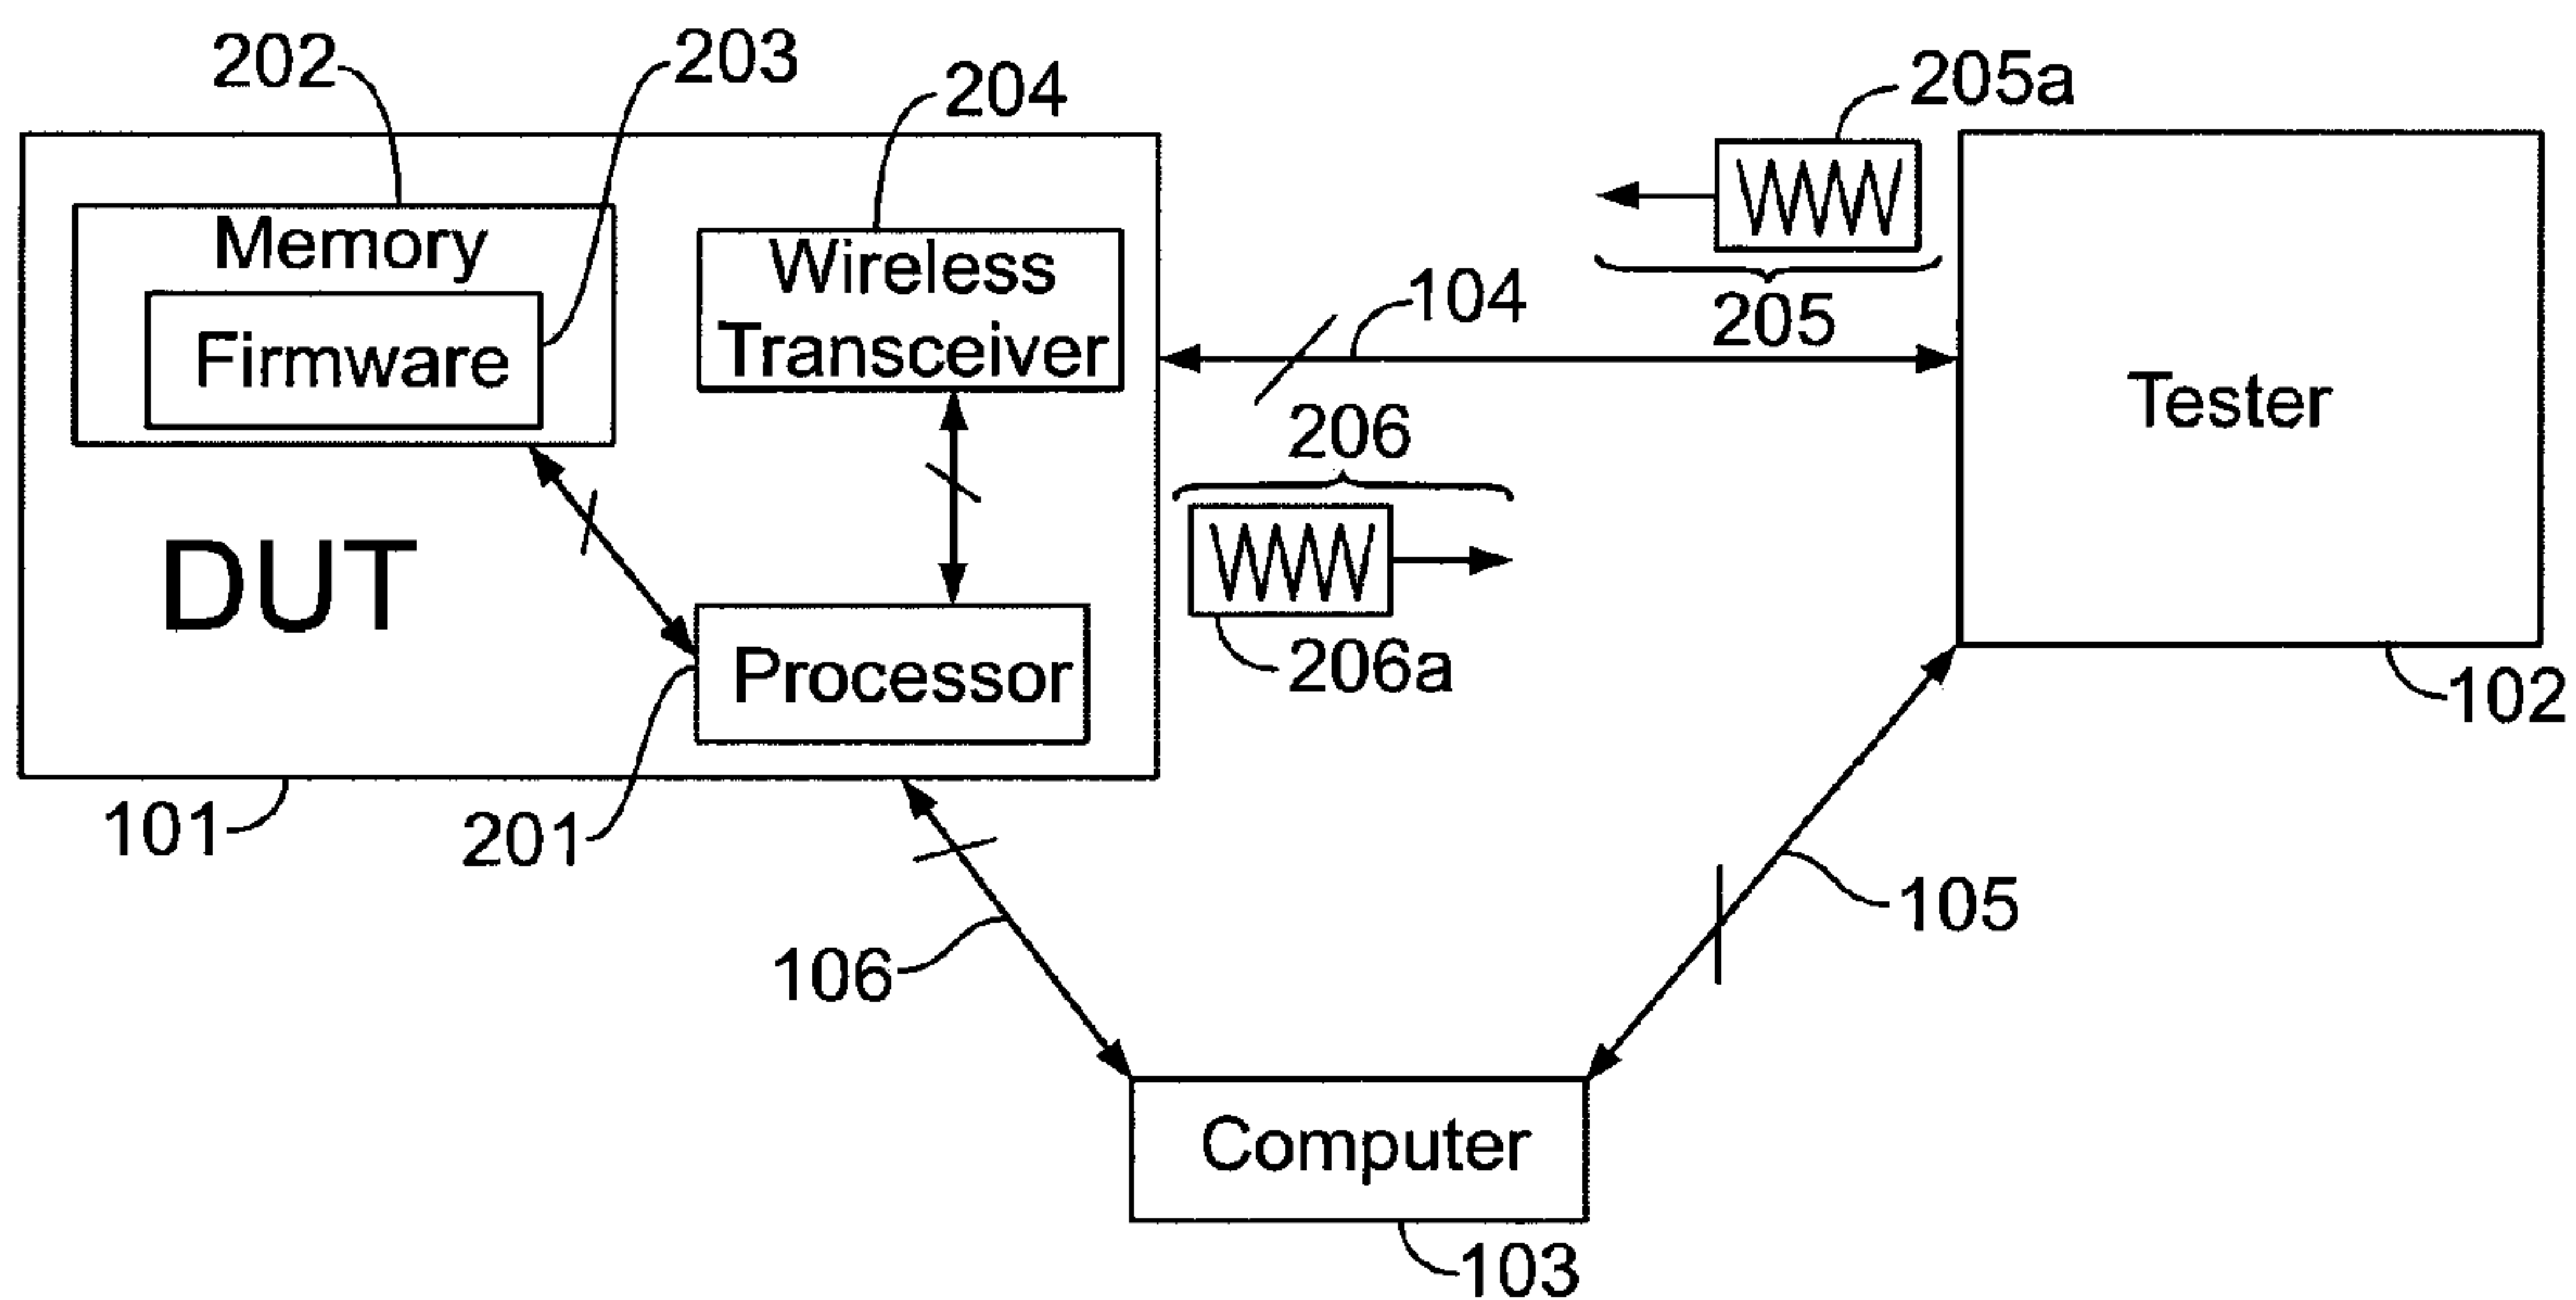 202
203
204
205a
Memory
Firmware
Wireless
Transceiver
104
205
Tester
206
DUT
Processor
206a
102
101
201
105
106
Computer
103